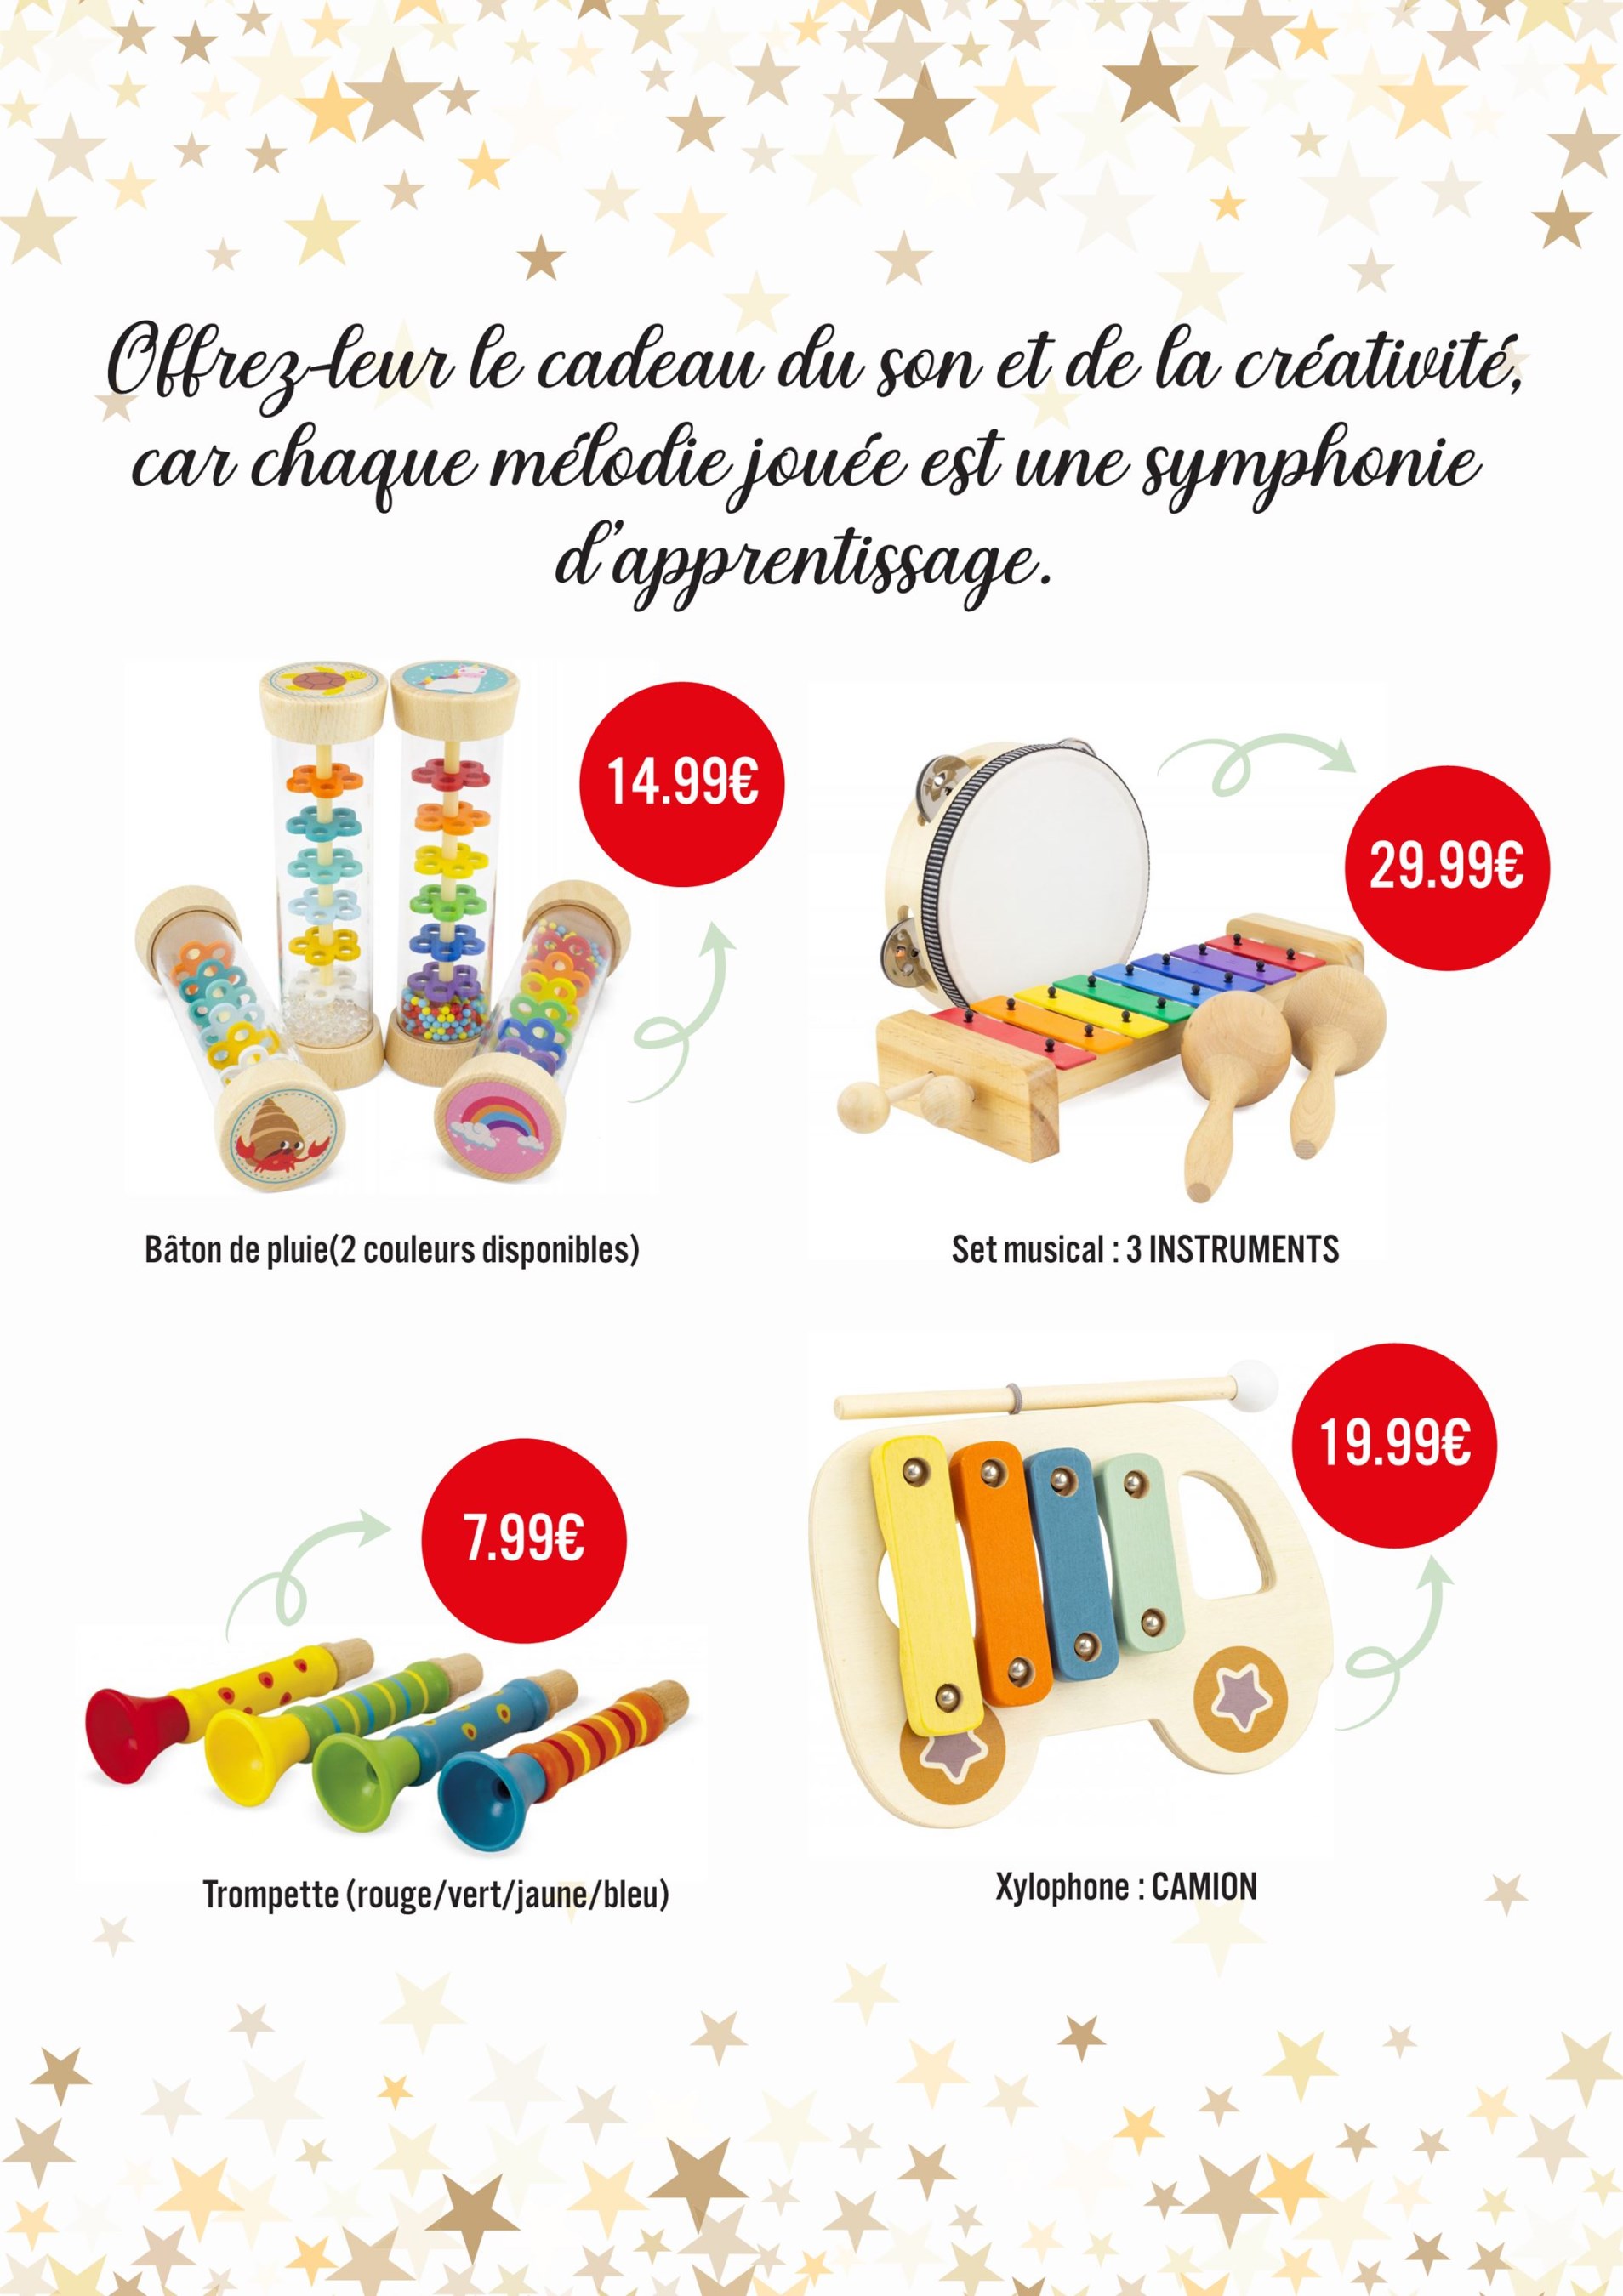 Offrez-leur le cadeau du son et de la créativité,
car chaque mélodie jouée est une symphonie
d'apprentissage.
14.99€
29.99€
Bâton de pluie(2 couleurs disponibles)
Set musical : 3 INSTRUMENTS
7.99€
19.99€
Trompette (rouge/vert/jaune/bleu)
Xylophone : CAMION